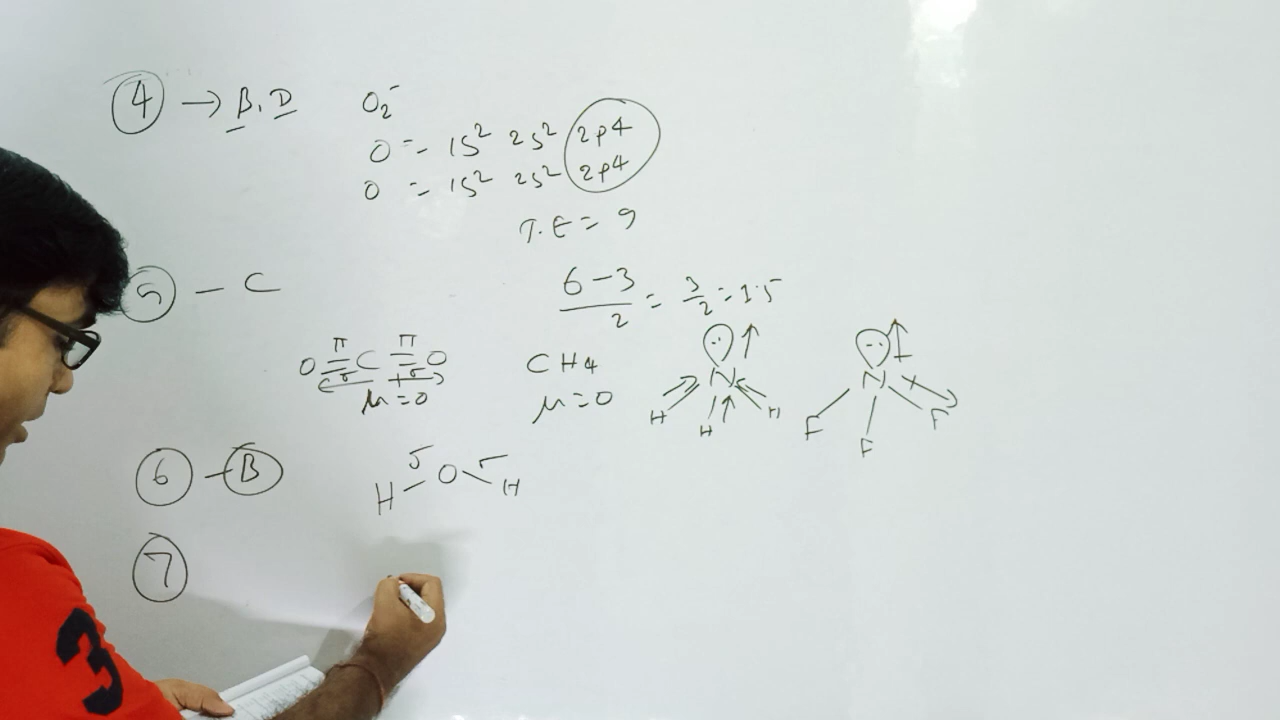 4 → B, D O₂⁻
O = 1s² 2s² 2p4
O = 1s² 2s² 2p4
T.E = 9
5 – C
6 – 3 / 2 = 3/2 = 1.5
π π
O = C = O
σ σ
μ = 0
CH4
μ = 0
N
H H H
N
F F F
6 – B
H O H
7
3